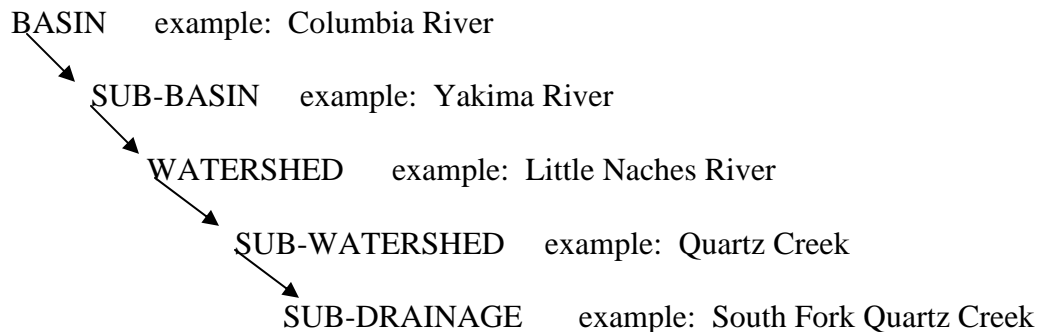 BASIN example: Columbia River
SUB-BASIN example: Yakima River
WATERSHED example: Little Naches River
SUB-WATERSHED example: Quartz Creek
SUB-DRAINAGE example: South Fork Quartz Creek